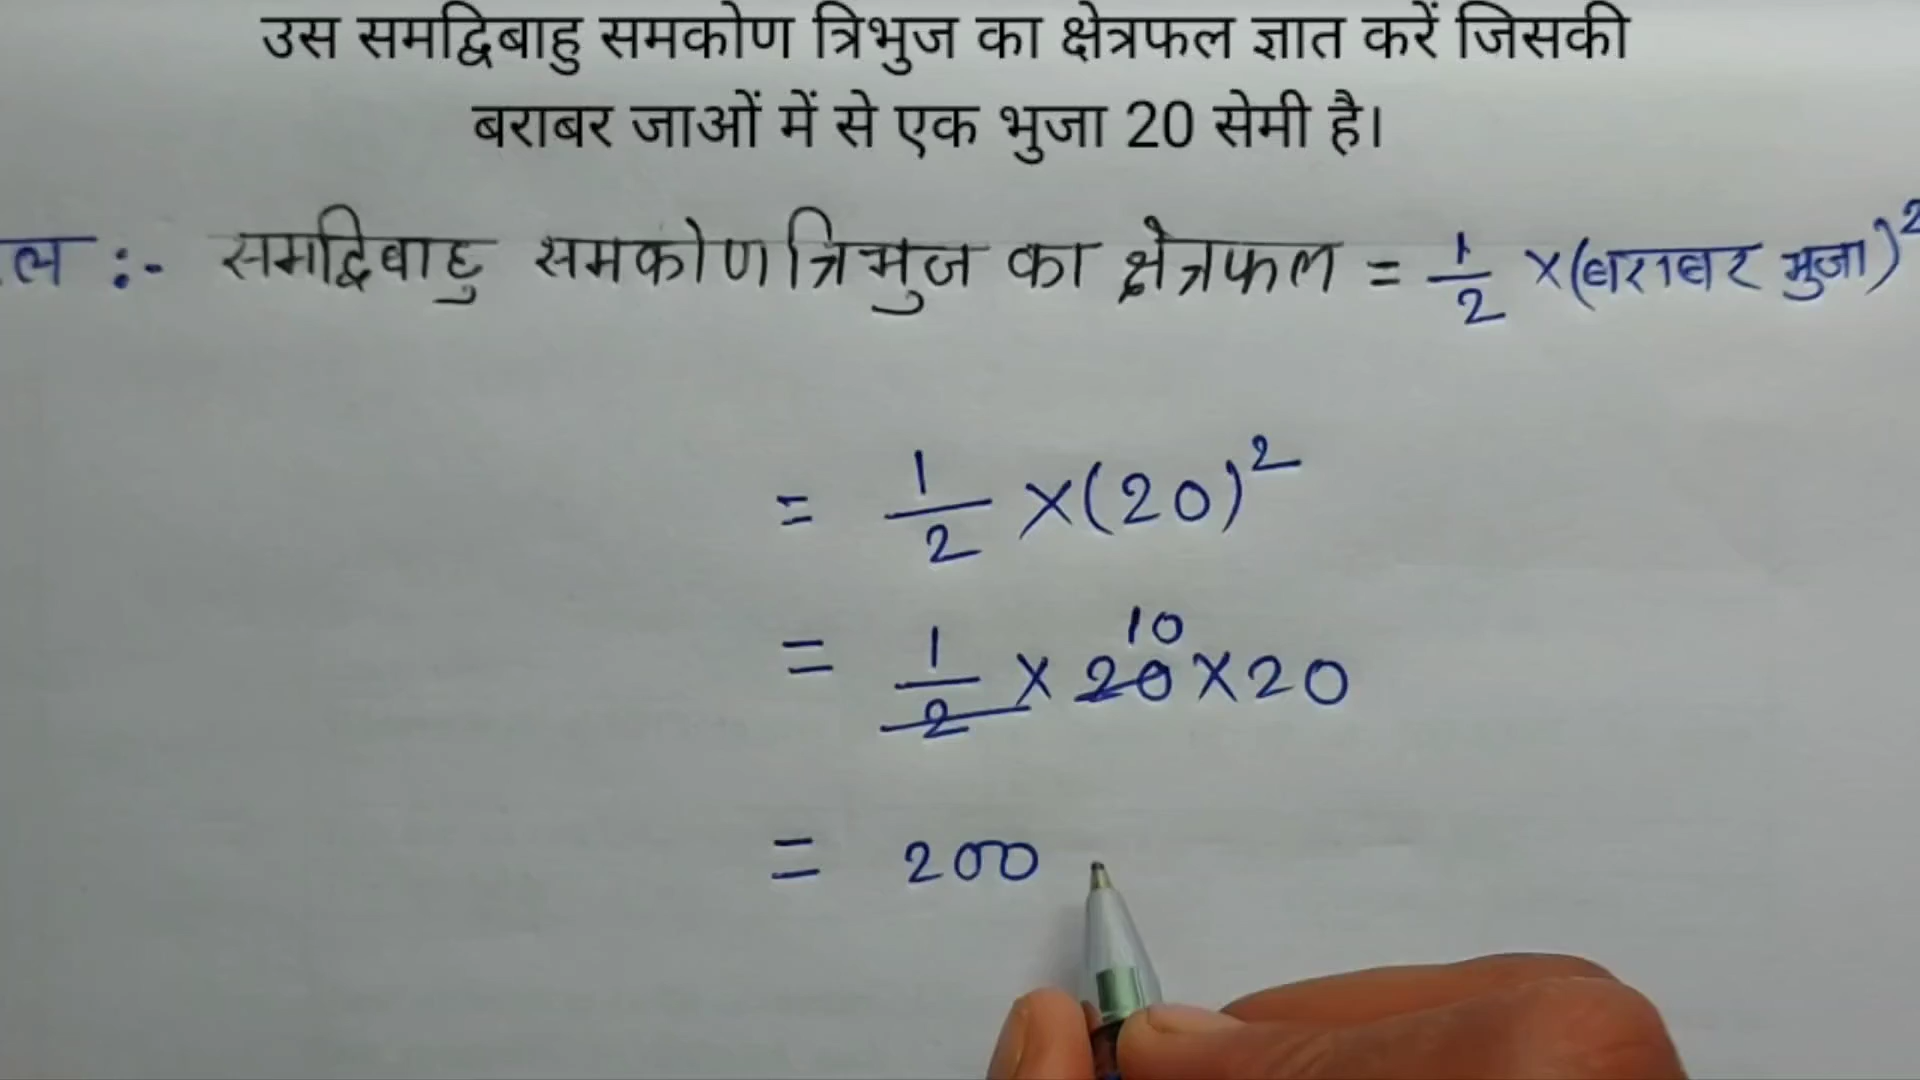 उस समद्विबाहु समकोण त्रिभुज का क्षेत्रफल ज्ञात करें जिसकी
बराबर जाओं में से एक भुजा 20 सेमी है।
ल :- समद्विबाहु समकोण त्रिभुज का क्षेत्रफल = 1/2 × (बराबर भुजा)²
= 1/2 × (20)²
10
= 1/2 × 20 × 20
= 200